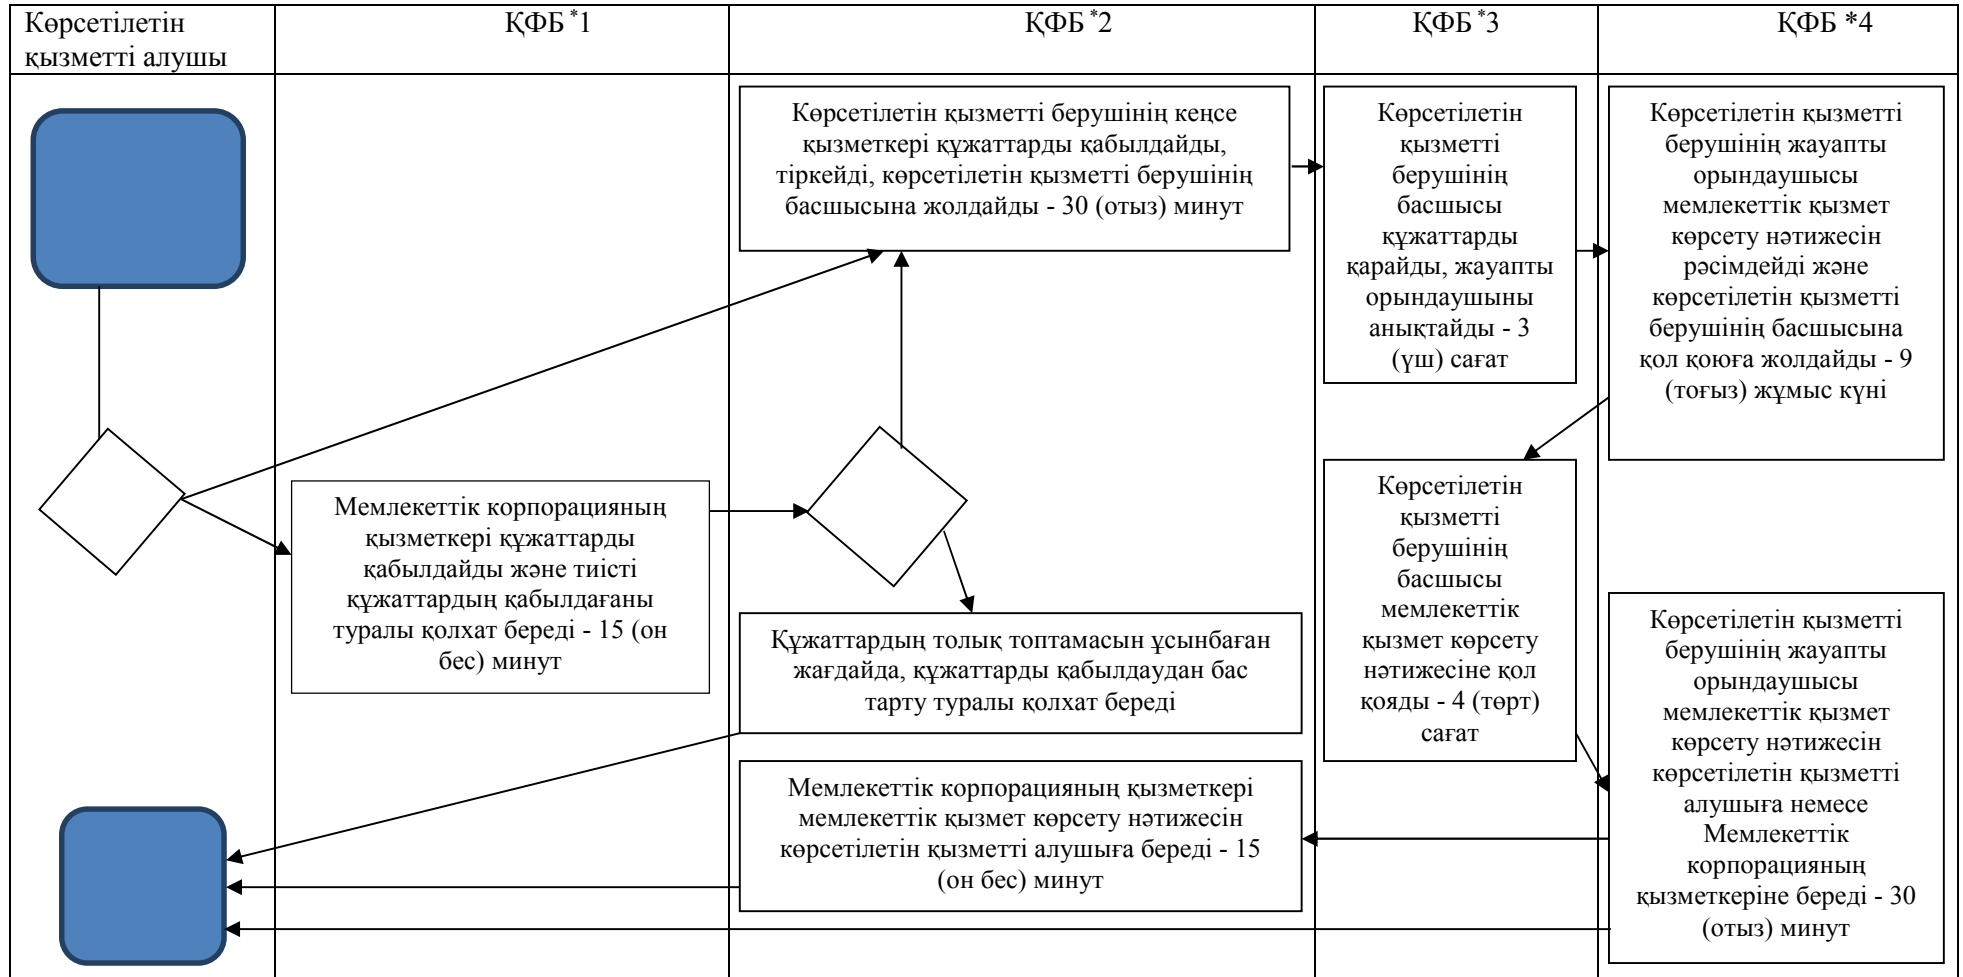 Көрсетілетін
қызметті алушы
ҚФБ *1
ҚФБ *2
ҚФБ *3
ҚФБ *4
Көрсетілетін қызметті берушінің кеңсе
қызметкері құжаттарды қабылдайды,
тіркейді, көрсетілетін қызметті берушінің
басшысына жолдайды - 30 (отыз) минут
Көрсетілетін
қызметті
берушінің
басшысы
құжаттарды
қарайды, жауапты
орындаушыны
анықтайды - 3
(үш) сағат
Көрсетілетін қызметті
берушінің жауапты
орындаушысы
мемлекеттік қызмет
көрсету нәтижесін
рәсімдейді және
көрсетілетін қызметті
берушінің басшысына
қол қоюға жолдайды - 9
(тоғыз) жұмыс күні
Мемлекеттік корпорацияның
қызметкері құжаттарды
қабылдайды және тиісті
құжаттардың қабылдағаны
туралы қолхат береді - 15 (он
бес) минут
Құжаттардың толық топтамасын ұсынбаған
жағдайда, құжаттарды қабылдаудан бас
тарту туралы қолхат береді
Көрсетілетін
қызметті
берушінің
басшысы
мемлекеттік
қызмет көрсету
нәтижесіне қол
қояды - 4 (төрт)
сағат
Көрсетілетін қызметті
берушінің жауапты
орындаушысы
мемлекеттік қызмет
көрсету нәтижесін
көрсетілетін қызметті
алушыға немесе
Мемлекеттік
корпорацияның
қызметкеріне береді - 30
(отыз) минут
Мемлекеттік корпорацияның қызметкері
мемлекеттік қызмет көрсету нәтижесін
көрсетілетін қызметті алушыға береді - 15
(он бес) минут